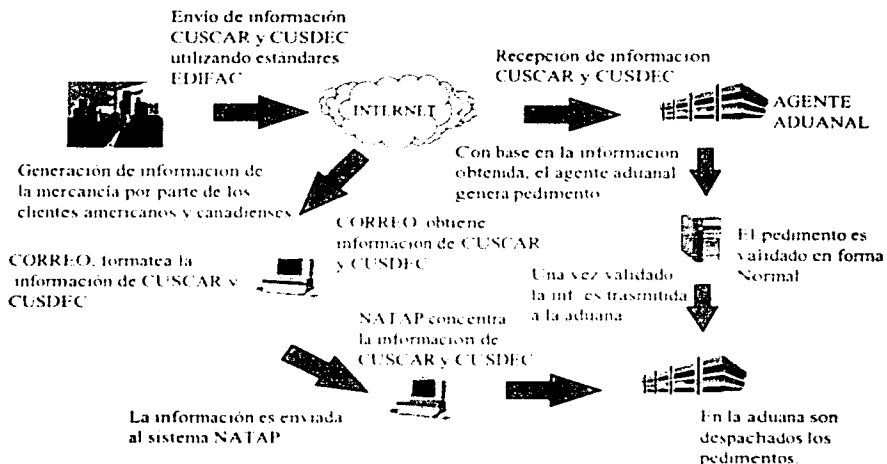 Envío de información
CUSCAR y CUSDEC
utilizando estándares
EDIFAC
Recepción de informacion
CUSCAR y CUSDEC
INTERNET
AGENTE
ADUANAL
Generación de informacion de
la mercancía por parte de los
clientes americanos y canadienses
Con base en la informacion
obtenida, el agente aduanal
genera pedimento
CORREO, obtiene
información de CUSCAR
y CUSDEC
El pedimento es
validado en forma
Normal
CORREO, formatea la
información de CUSCAR y
CUSDEC
Una vez validado
la inf. es trasmitida
a la aduana
NATAP concentra
la informacion de
CUSCAR y CUSDEC
La información es enviada
al sistema NATAP
En la aduana son
despachados los
pedimentos.